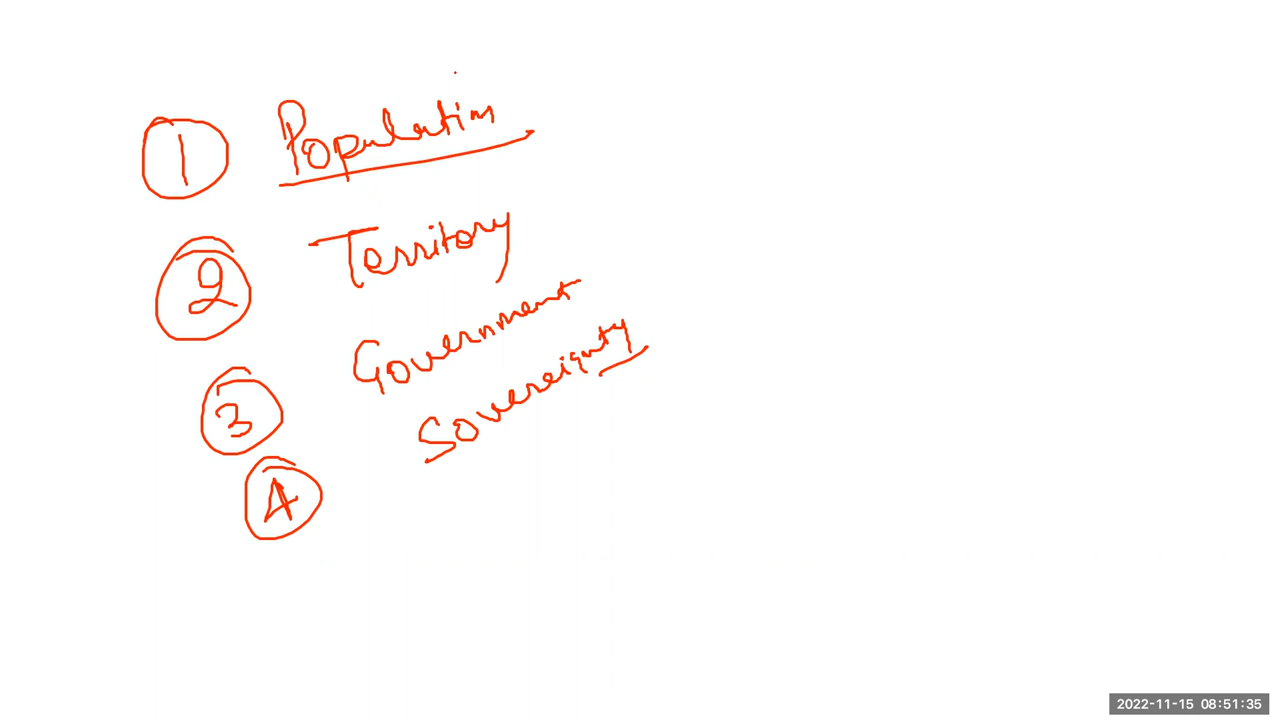 1 Population
2 Territory
3 Government
4 Sovereignty
2022-11-15 08:51:35